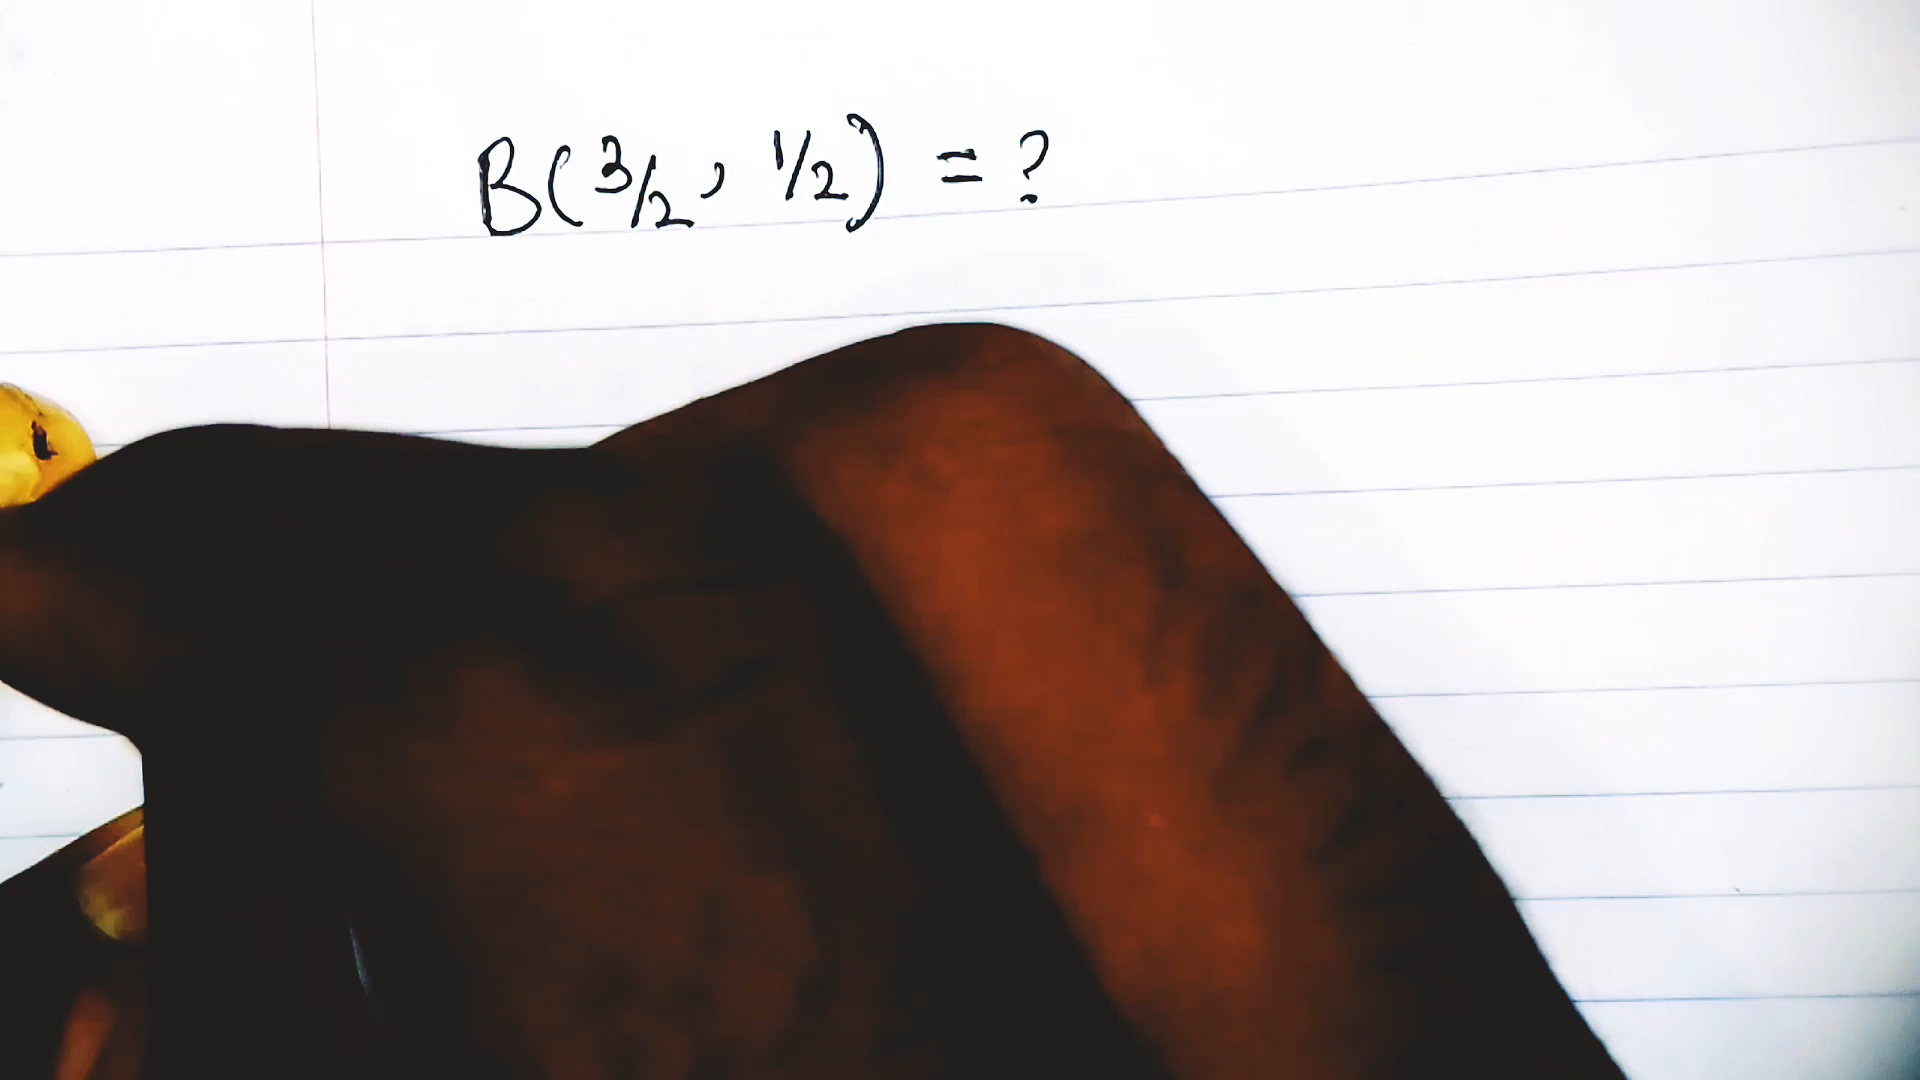 B(3/2, 1/2) = ?